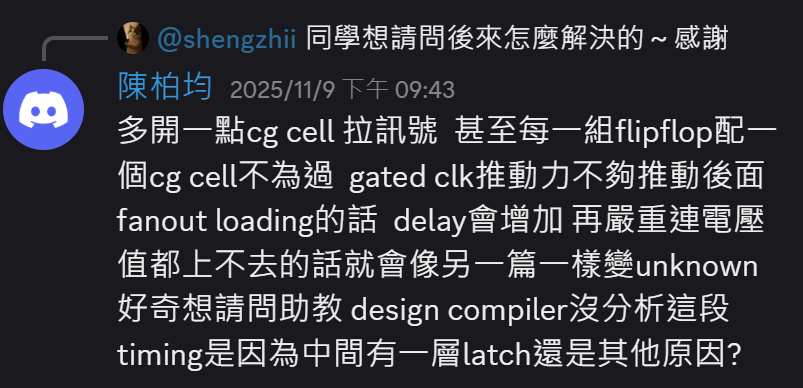 @shengzhii 同學想請問後來怎麼解決的~感謝
陳柏均 2025/11/9 下午 09:43
多開一點cg cell 拉訊號 甚至每一組flipflop配一
個cg cell不為過 gated clk推動力不夠推動後面
fanout loading的話 delay會增加 再嚴重連電壓
值都上不去的話就會像另一篇一樣變unknown
好奇想請問助教 design compiler沒分析這段
timing是因為中間有一層latch還是其他原因?